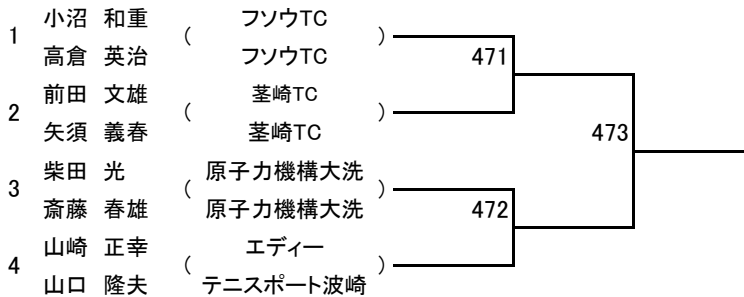 小沼 和重 フソウTC
1 ( ) 471
高倉 英治 フソウTC
前田 文雄 茎崎TC
2 ( )
矢須 義春 茎崎TC 473
柴田 光 原子力機構大洗
3 ( ) 472
斎藤 春雄 原子力機構大洗
山崎 正幸 エディー
4 ( )
山口 隆夫 テニスポート波崎